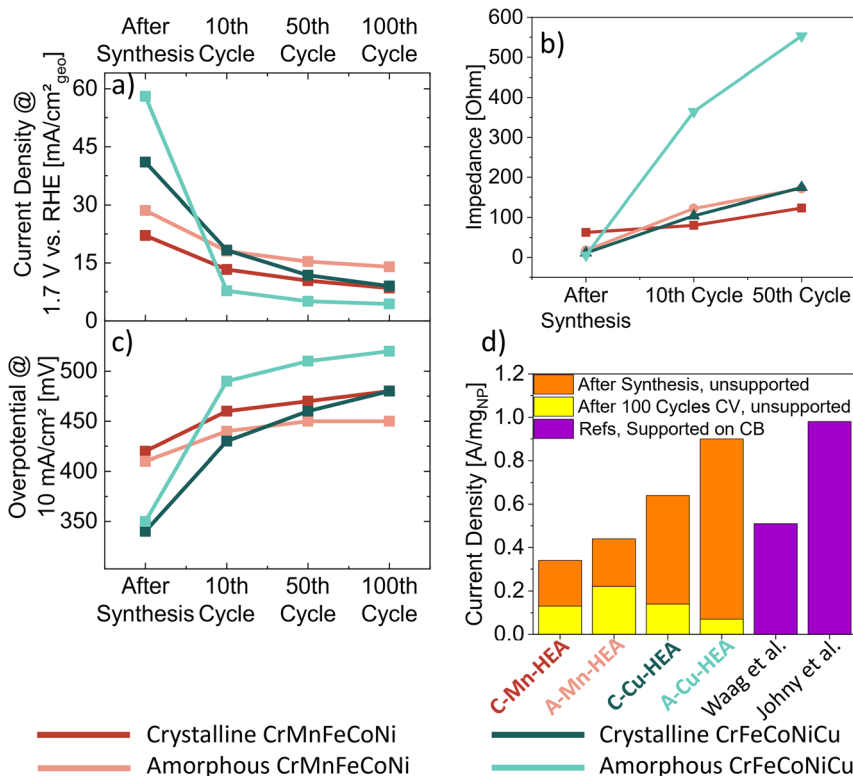 After Synthesis
10th Cycle
50th Cycle
100th Cycle
a)
Current Density @
1.7 V vs. RHE [mA/cm²geo]
60
45
30
15
0
b)
Impedance [Ohm]
600
500
400
300
200
100
0
After Synthesis
10th Cycle
50th Cycle
c)
Overpotential @
10 mA/cm² [mV]
500
450
400
350
After Synthesis
10th Cycle
50th Cycle
100th Cycle
d)
Current Density [A/mgNP]
1.2
1.0
0.8
0.6
0.4
0.2
0.0
After Synthesis, unsupported
After 100 Cycles CV, unsupported
Refs, Supported on CB
C-Mn-HEA
A-Mn-HEA
C-Cu-HEA
A-Cu-HEA
Waag et al.
Johny et al.
Crystalline CrMnFeCoNi
Amorphous CrMnFeCoNi
Crystalline CrFeCoNiCu
Amorphous CrFeCoNiCu